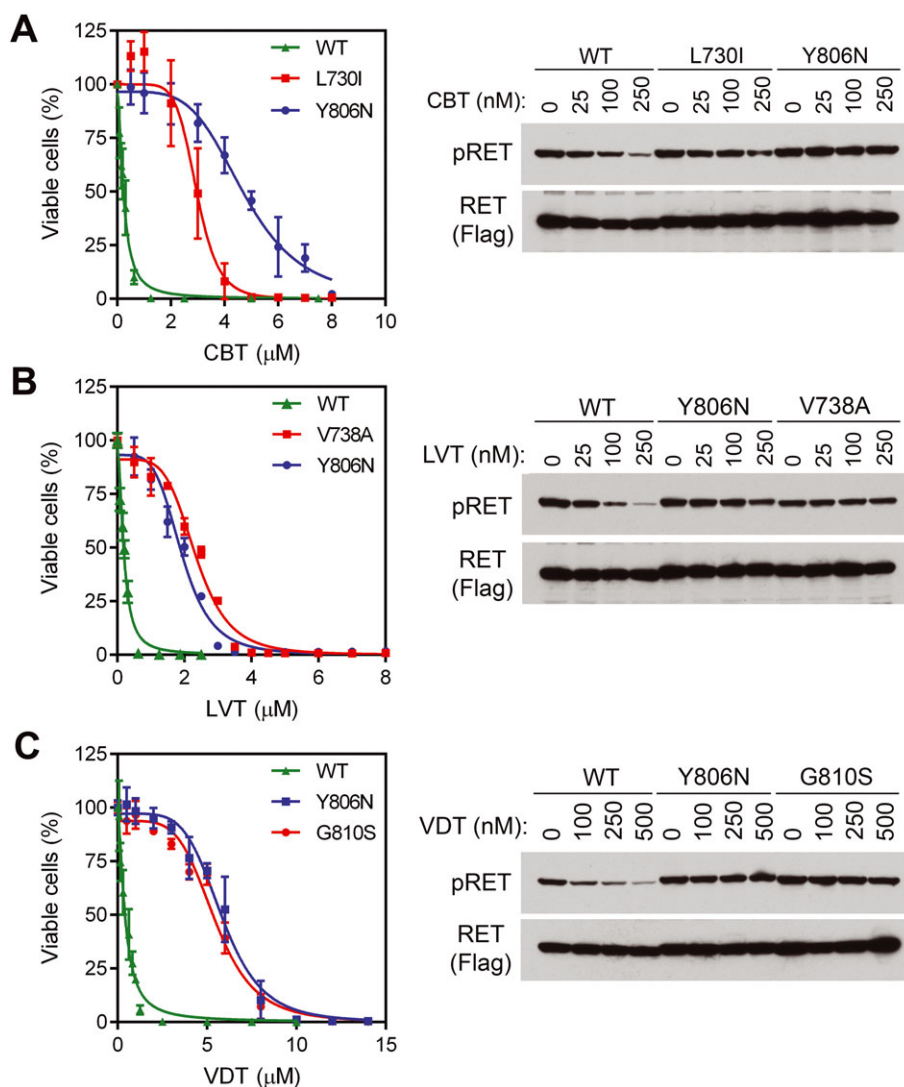 A
Viable cells (%)
125
100
75
50
25
0
0 2 4 6 8 10
CBT (μM)
WT
L730I
Y806N
WT L730I Y806N
CBT (nM): 0 25 100 250 0 25 100 250 0 25 100 250
pRET
RET
(Flag)
B
Viable cells (%)
125
100
75
50
25
0
0 2 4 6 8
LVT (μM)
WT
V738A
Y806N
WT Y806N V738A
LVT (nM): 0 25 100 250 0 25 100 250 0 25 100 250
pRET
RET
(Flag)
C
Viable cells (%)
125
100
75
50
25
0
0 5 10 15
VDT (μM)
WT
Y806N
G810S
WT Y806N G810S
VDT (nM): 0 100 250 500 0 100 250 500 0 100 250 500
pRET
RET
(Flag)